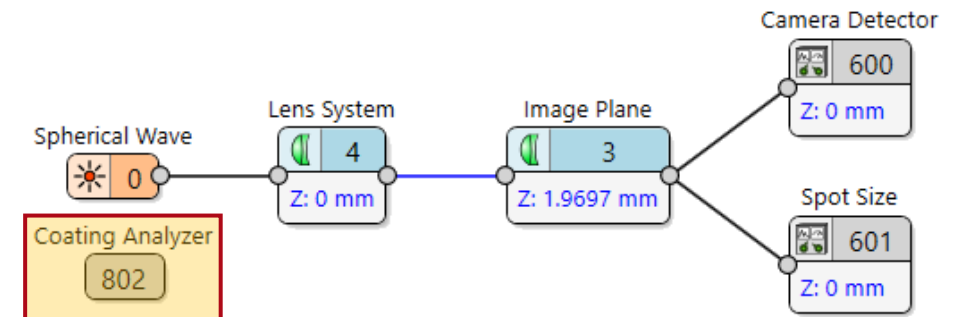 Camera Detector
600
Z: 0 mm
Lens System
4
Z: 0 mm
Image Plane
3
Z: 1.9697 mm
Spherical Wave
0
Spot Size
601
Z: 0 mm
Coating Analyzer
802